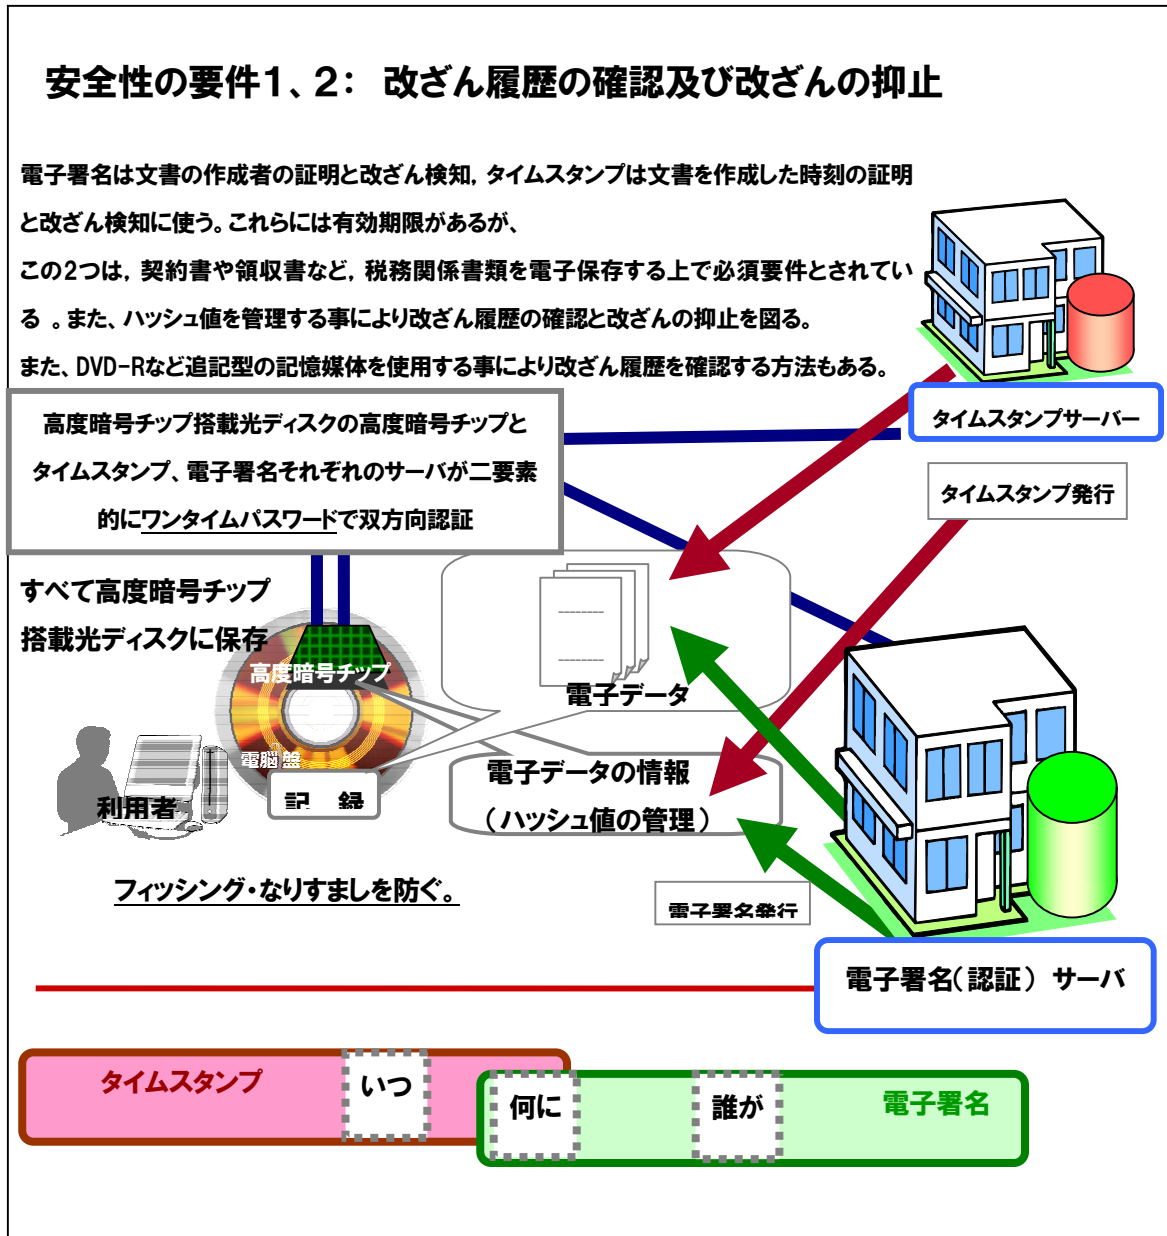 安全性の要件１、２： 改ざん履歴の確認及び改ざんの抑止
電子署名は文書の作成者の証明と改ざん検知，タイムスタンプは文書を作成した時刻の証明
と改ざん検知に使う。これらには有効期限があるが、
この２つは，契約書や領収書など，税務関係書類を電子保存する上で必須要件とされてい
る 。また、ハッシュ値を管理する事により改ざん履歴の確認と改ざんの抑止を図る。
また、DVD-Rなど追記型の記憶媒体を使用する事により改ざん履歴を確認する方法もある。
タイムスタンプサーバー
高度暗号チップ搭載光ディスクの高度暗号チップと
タイムスタンプ、電子署名それぞれのサーバが二要素
的にワンタイムパスワードで双方向認証
タイムスタンプ発行
すべて高度暗号チップ
搭載光ディスクに保存
高度暗号チップ
電子データ
電脳盤
記 録
利用者
電子データの情報
（ハッシュ値の管理）
フィッシング・なりすましを防ぐ。
電子署名発行
電子署名（認証） サーバ
タイムスタンプ
いつ
何に
誰が
電子署名